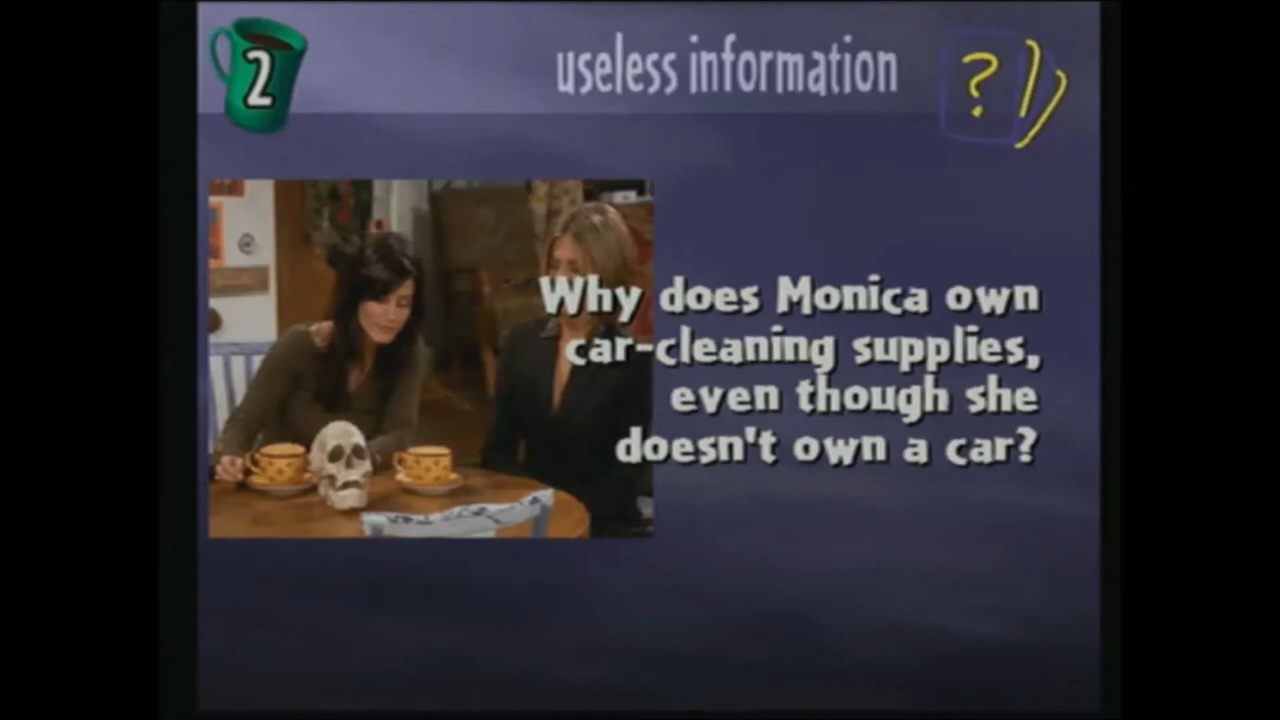 2
useless information
?
Why does Monica own
car-cleaning supplies,
even though she
doesn't own a car?